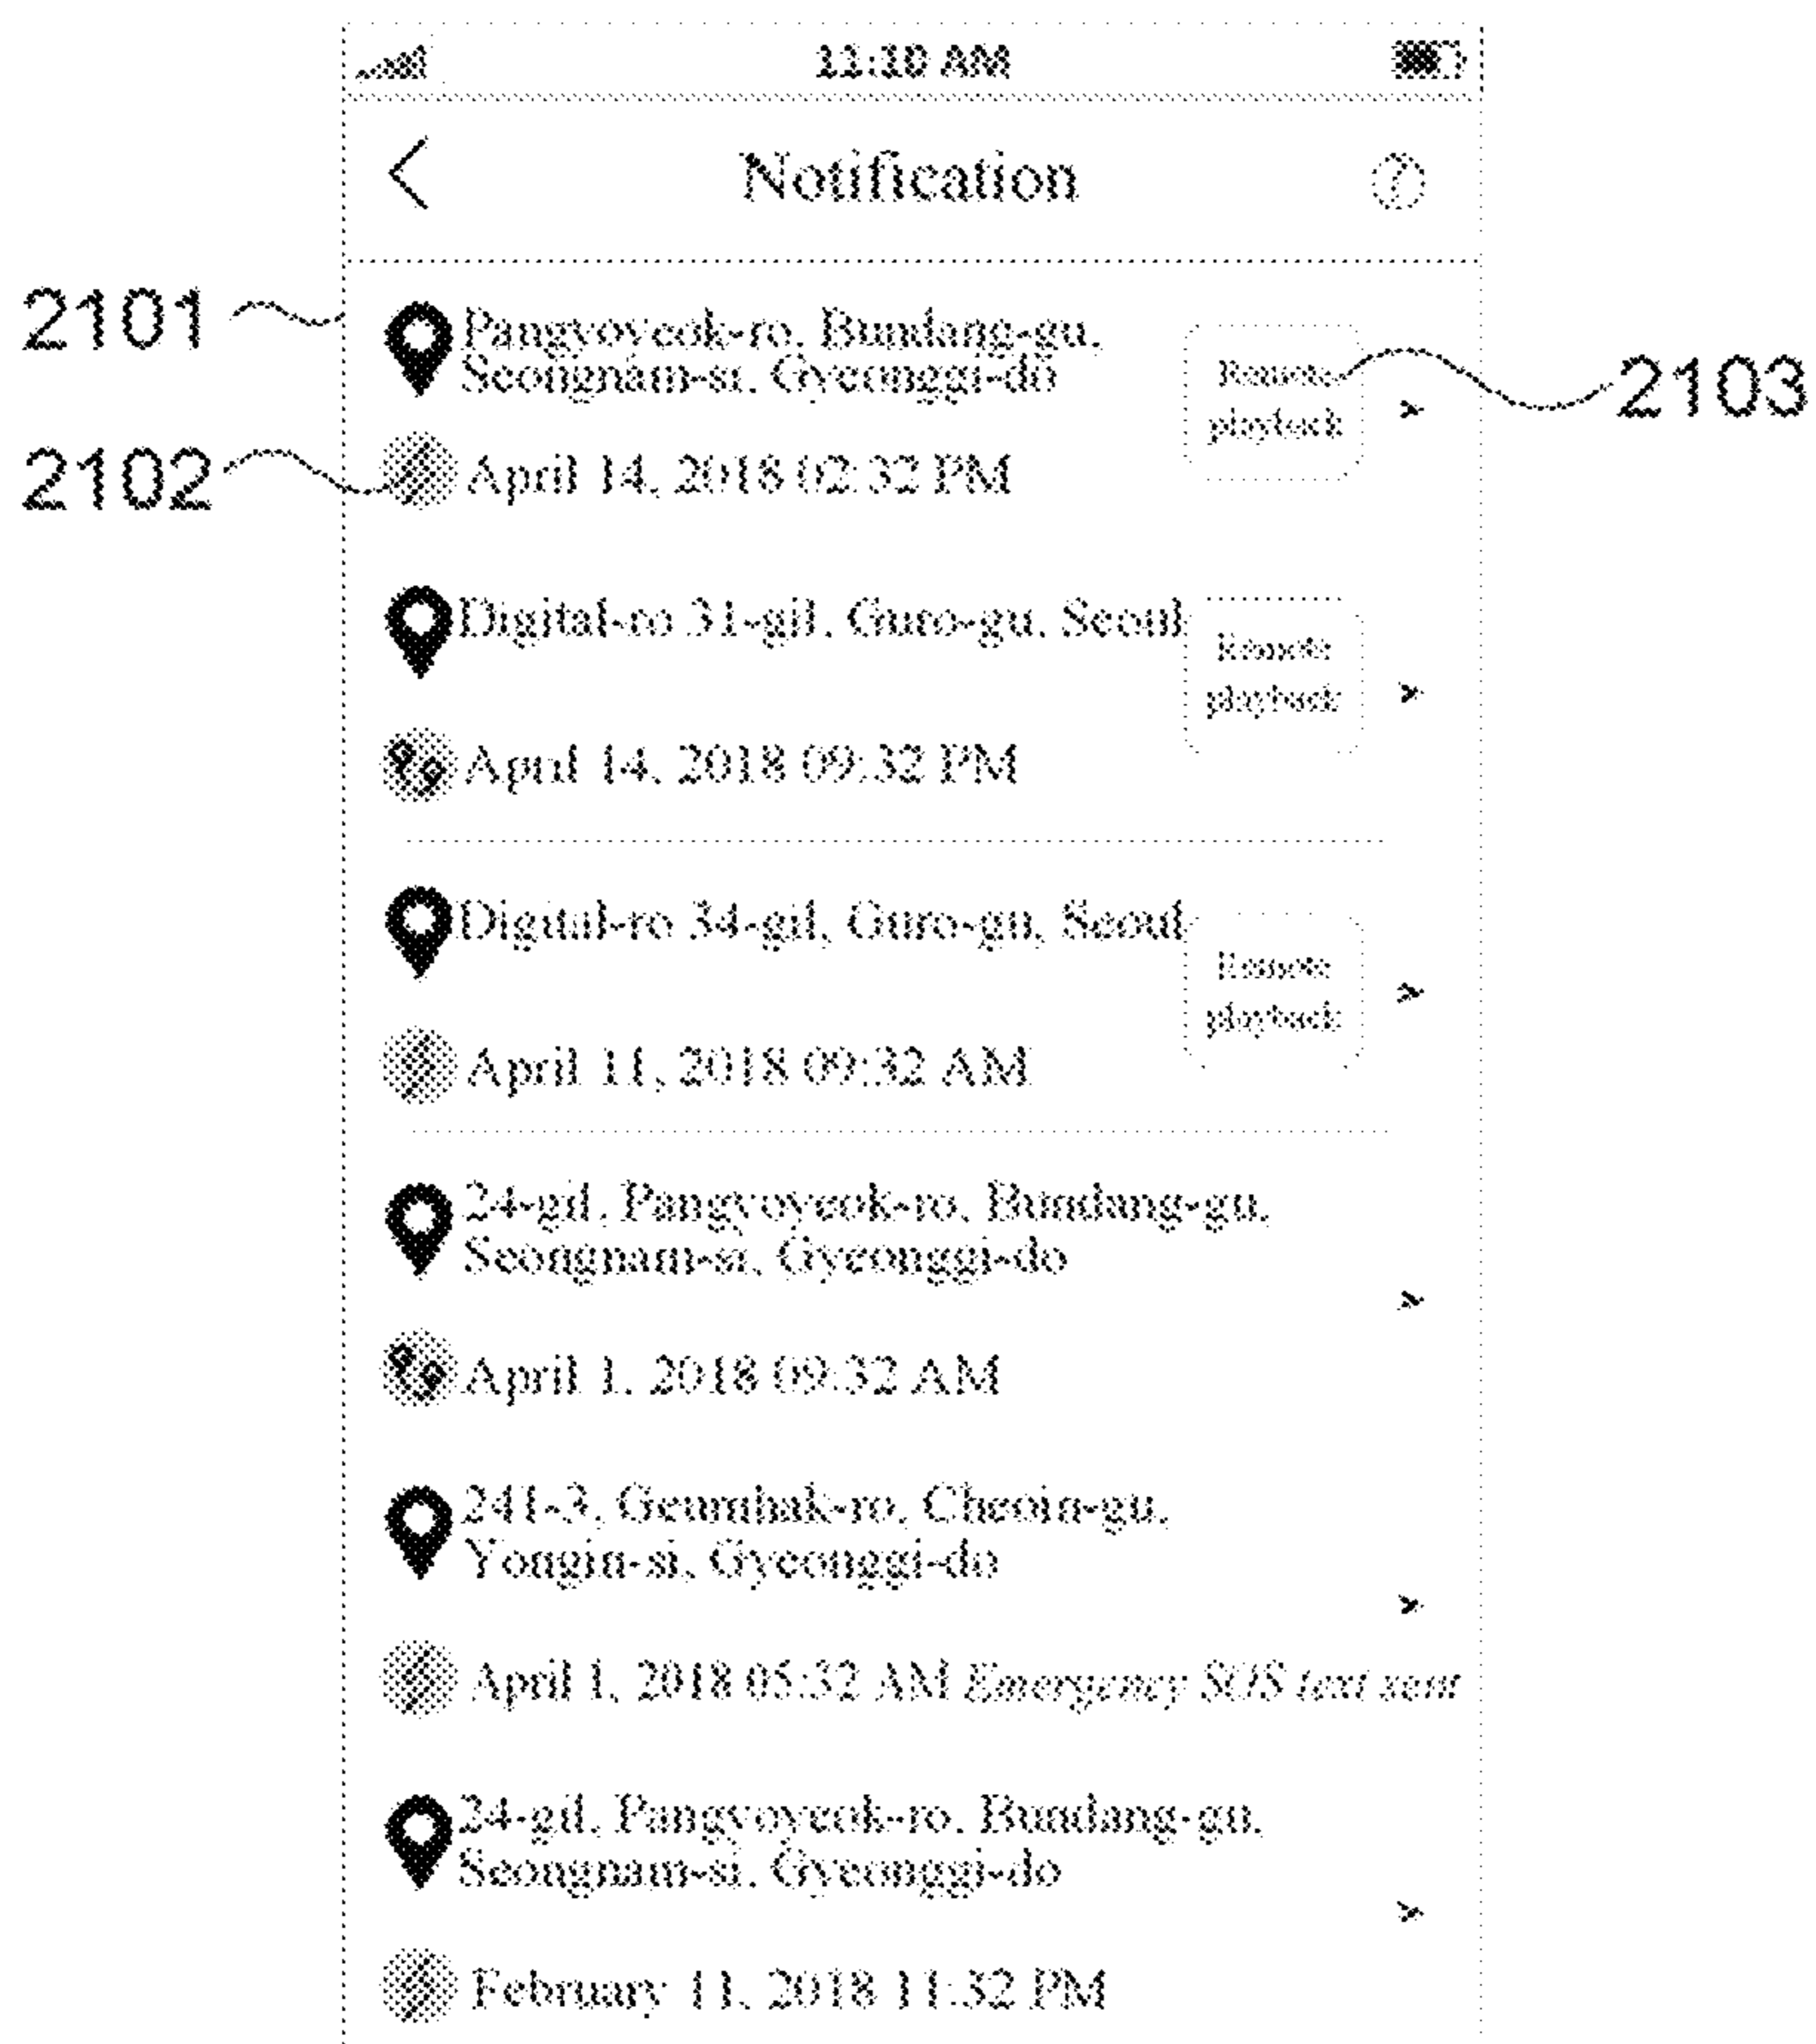 11:10 AM
Notification
2101
Pangyoyeok-ro, Bundang-gu,
Seongnam-si, Gyeonggi-do
Remote
playback
2103
2102
April 14, 2018 02:32 PM
Digital-ro 31-gil, Guro-gu, Seoul
Remote
playback
April 14, 2018 09:32 PM
Digital-ro 34-gil, Guro-gu, Seoul
Remote
playback
April 11, 2018 09:32 AM
24-gil, Pangyoyeok-ro, Bundang-gu,
Seongnam-si, Gyeonggi-do
April 1, 2018 09:32 AM
241-3, Geumhak-ro, Cheoin-gu,
Yongin-si, Gyeonggi-do
April 1, 2018 05:32 AM Emergency SOS text sent
24-gil, Pangyoyeok-ro, Bundang-gu,
Seongnam-si, Gyeonggi-do
February 11, 2018 11:32 PM